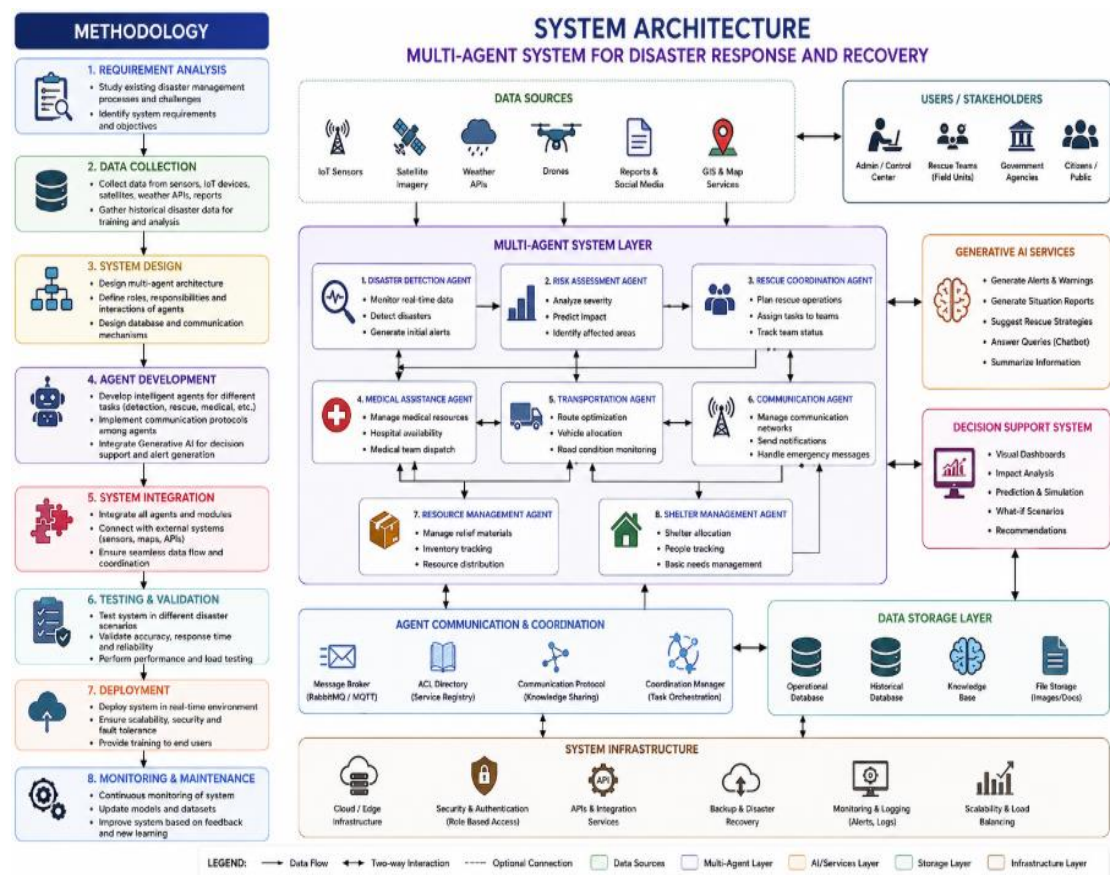 METHODOLOGY
1. REQUIREMENT ANALYSIS
• Study existing disaster management
processes and challenges
• Identify system requirements
and objectives
2. DATA COLLECTION
• Collect data from sensors, IoT devices,
satellites, weather APIs, reports
• Gather historical disaster data for
training and analysis
3. SYSTEM DESIGN
• Design multi-agent architecture
• Define roles, responsibilities and
interactions of agents
• Design database and communication
mechanisms
4. AGENT DEVELOPMENT
• Develop intelligent agents for different
tasks (detection, rescue, medical, etc.)
• Implement communication protocols
among agents
• Integrate Generative AI for decision
support and alert generation
5. SYSTEM INTEGRATION
• Integrate all agents and modules
• Connect with external systems
(sensors, maps, APIs)
• Ensure seamless data flow and
coordination
6. TESTING & VALIDATION
• Test system in different disaster
scenarios
• Validate accuracy, response time
and reliability
• Perform performance and load testing
7. DEPLOYMENT
• Deploy system in real-time environment
• Ensure scalability, security and
fault tolerance
• Provide training to end users
8. MONITORING & MAINTENANCE
• Continuous monitoring of system
• Update models and datasets
• Improve system based on feedback
and new learning
SYSTEM ARCHITECTURE
MULTI-AGENT SYSTEM FOR DISASTER RESPONSE AND RECOVERY
DATA SOURCES
IoT Sensors
Satellite
Imagery
Weather
APIs
Drones
Reports &
Social Media
GIS & Map
Services
USERS / STAKEHOLDERS
Admin / Control
Center
Rescue Teams
(Field Units)
Government
Agencies
Citizens /
Public
MULTI-AGENT SYSTEM LAYER
1. DISASTER DETECTION AGENT
• Monitor real-time data
• Detect disasters
• Generate initial alerts
2. RISK ASSESSMENT AGENT
• Analyze severity
• Predict impact
• Identify affected areas
3. RESCUE COORDINATION AGENT
• Plan rescue operations
• Assign tasks to teams
• Track team status
4. MEDICAL ASSISTANCE AGENT
• Manage medical resources
• Hospital availability
• Medical team dispatch
5. TRANSPORTATION AGENT
• Route optimization
• Vehicle allocation
• Road condition monitoring
6. COMMUNICATION AGENT
• Manage communication
networks
• Send notifications
• Handle emergency messages
7. RESOURCE MANAGEMENT AGENT
• Manage relief materials
• Inventory tracking
• Resource distribution
8. SHELTER MANAGEMENT AGENT
• Shelter allocation
• People tracking
• Basic needs management
GENERATIVE AI SERVICES
• Generate Alerts & Warnings
• Generate Situation Reports
• Suggest Rescue Strategies
• Answer Queries (Chatbot)
• Summarize Information
DECISION SUPPORT SYSTEM
• Visual Dashboards
• Impact Analysis
• Prediction & Simulation
• What-if Scenarios
• Recommendations
AGENT COMMUNICATION & COORDINATION
Message Broker
(RabbitMQ / MQTT)
ACL Directory
(Service Registry)
Communication Protocol
(Knowledge Sharing)
Coordination Manager
(Task Orchestration)
DATA STORAGE LAYER
Operational
Database
Historical
Database
Knowledge
Base
File Storage
(Images/Docs)
SYSTEM INFRASTRUCTURE
Cloud / Edge
Infrastructure
Security & Authentication
(Role Based Access)
API
APIs & Integration
Services
Backup & Disaster
Recovery
Monitoring & Logging
(Alerts, Logs)
Scalability & Load
Balancing
LEGEND: Data Flow Two-way Interaction Optional Connection Data Sources Multi-Agent Layer AI/Services Layer Storage Layer Infrastructure Layer